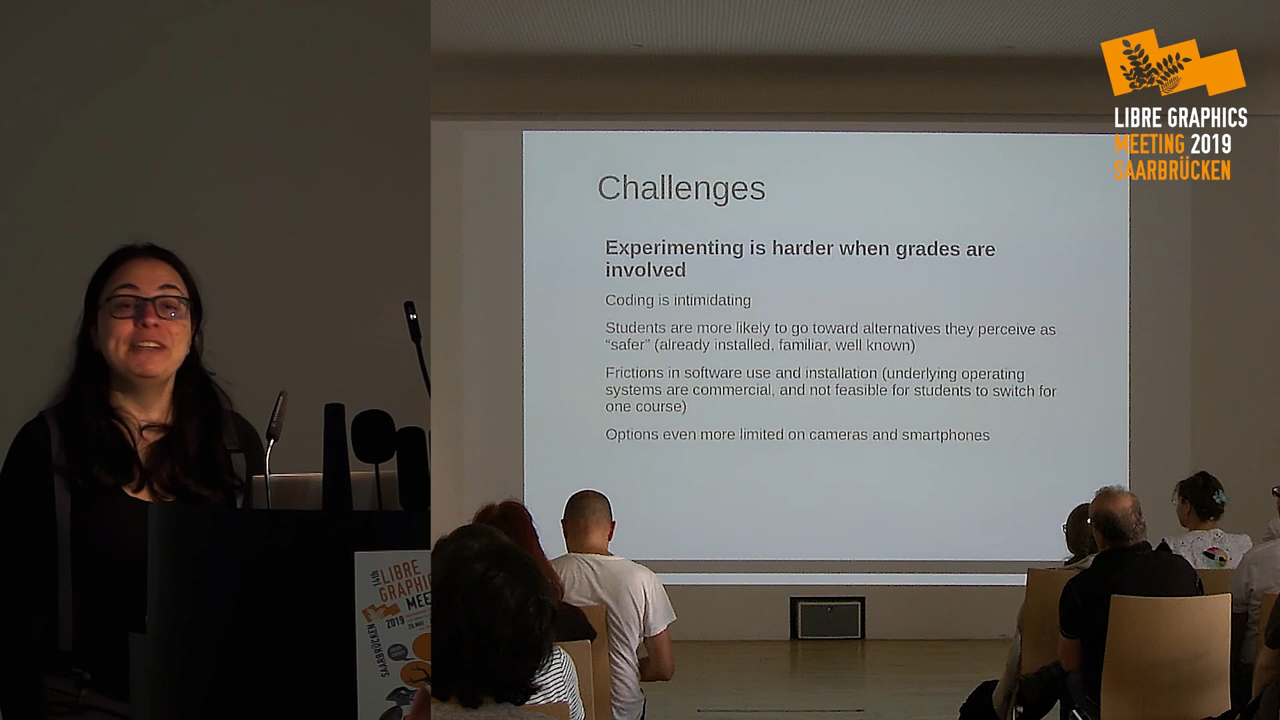 LIBRE GRAPHICS
MEETING 2019
SAARBRÜCKEN
Challenges
Experimenting is harder when grades are
involved
Coding is intimidating
Students are more likely to go toward alternatives they perceive as
“safer” (already installed, familiar, well known)
Frictions in software use and installation (underlying operating
systems are commercial, and not feasible for students to switch for
one course)
Options even more limited on cameras and smartphones
14th
LIBRE
GRAPHIC
MEE
2019
SAARBRÜCKEN